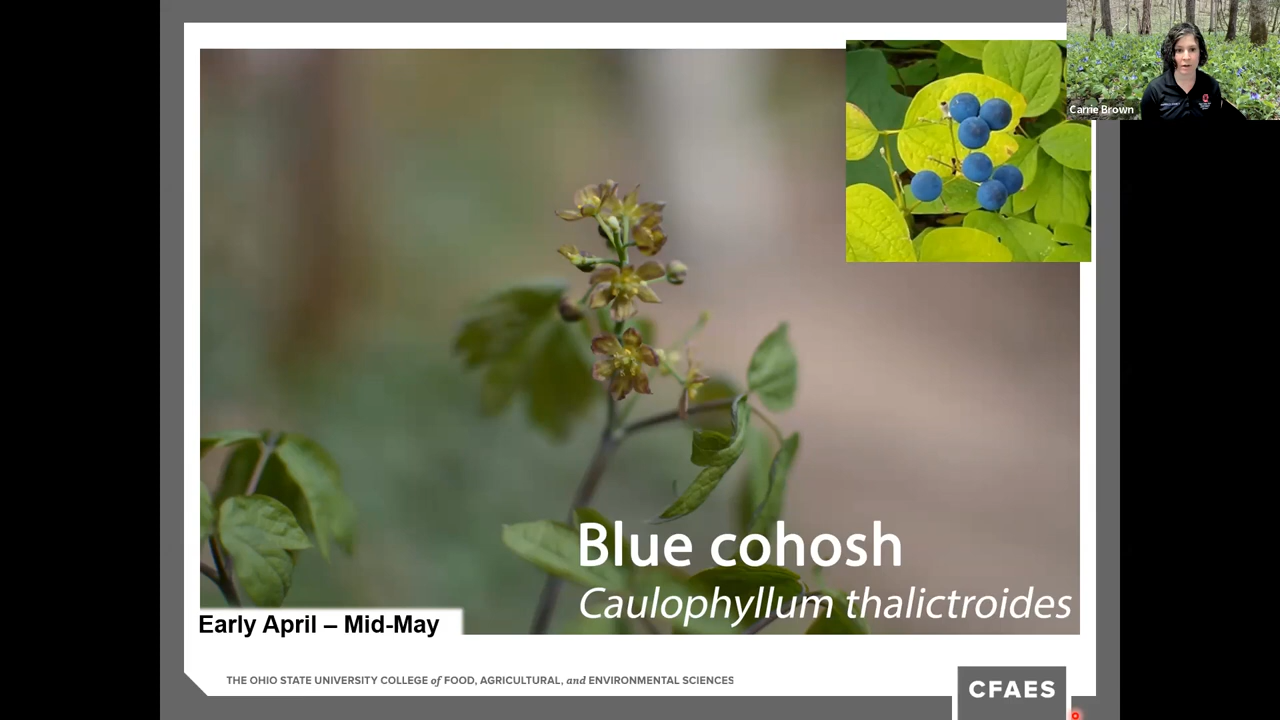 Carrie Brown
Blue cohosh
Caulophyllum thalictroides
Early April – Mid-May
THE OHIO STATE UNIVERSITY COLLEGE of FOOD, AGRICULTURAL, and ENVIRONMENTAL SCIENCES
CFAES